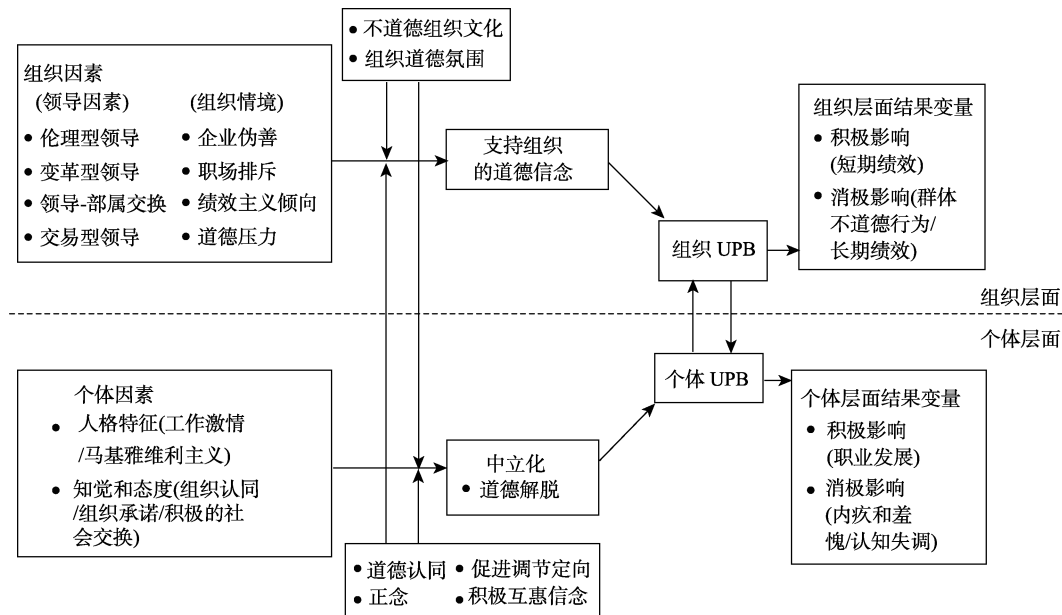 ● 不道德组织文化
● 组织道德氛围
组织因素
(领导因素) (组织情境)
● 伦理型领导 ● 企业伪善
● 变革型领导 ● 职场排斥
● 领导-部属交换 ● 绩效主义倾向
● 交易型领导 ● 道德压力
支持组织
的道德信念
组织 UPB
组织层面结果变量
● 积极影响
(短期绩效)
● 消极影响(群体
不道德行为/
长期绩效)
组织层面
个体层面
个体因素
● 人格特征(工作激情
/马基雅维利主义)
● 知觉和态度(组织认同
/组织承诺/积极的社
会交换)
中立化
● 道德解脱
个体 UPB
个体层面结果变量
● 积极影响
(职业发展)
● 消极影响
(内疚和羞
愧/认知失调)
● 道德认同 ● 促进调节定向
● 正念 ● 积极互惠信念